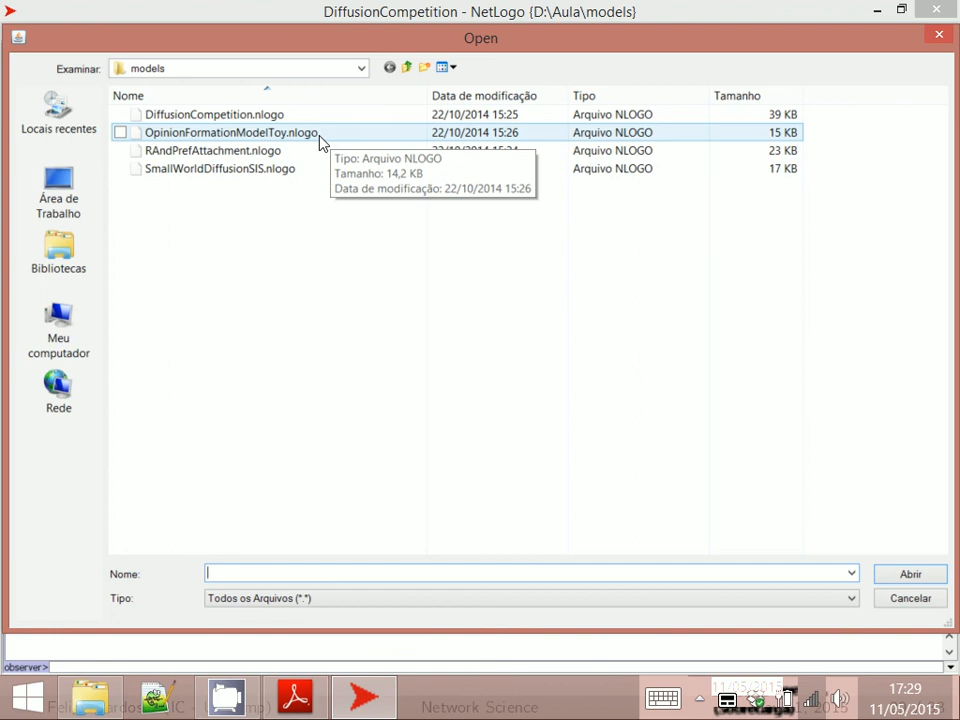 DiffusionCompetition - NetLogo {D:\Aula\models}
Open
Examinar:
models
Locais recentes
Área de
Trabalho
Bibliotecas
Meu
computador
Rede
Nome Data de modificação Tipo Tamanho
DiffusionCompetition.nlogo 22/10/2014 15:25 Arquivo NLOGO 39 KB
OpinionFormationModelToy.nlogo 22/10/2014 15:26 Arquivo NLOGO 15 KB
RAndPrefAttachment.nlogo Arquivo NLOGO 23 KB
SmallWorldDiffusionSIS.nlogo Arquivo NLOGO 17 KB
Tipo: Arquivo NLOGO
Tamanho: 14,2 KB
Data de modificação: 22/10/2014 15:26
Nome:
Abrir
Tipo: Todos os Arquivos (*.*)
Cancelar
observer>
Network Science
11/05/2015
17:29
11/05/2015